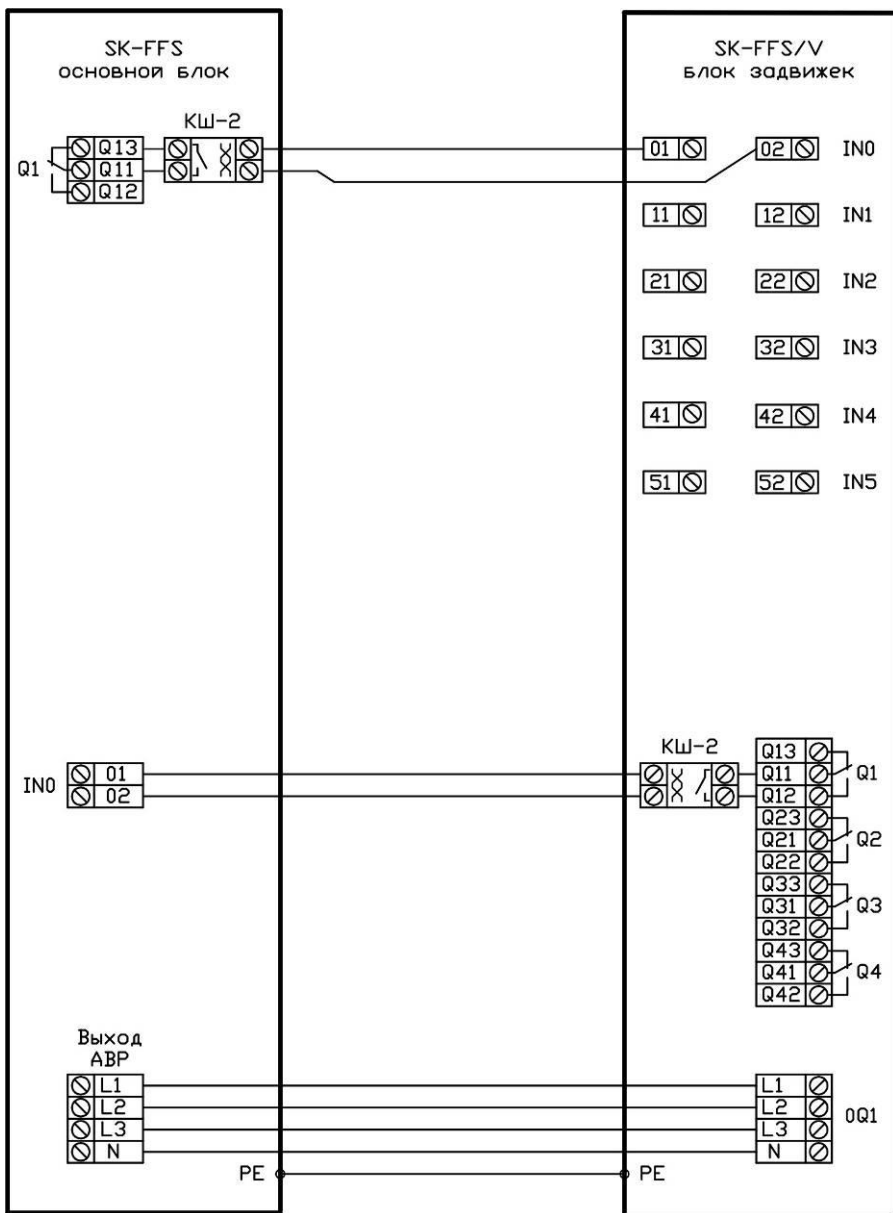 SK-FFS
основной блок
SK-FFS/V
Блок задвижек
КШ-2
Q1
Q13
Q11
Q12
01
02
IN0
11
12
IN1
21
22
IN2
31
32
IN3
41
42
IN4
51
52
IN5
IN0
01
02
КШ-2
Q13
Q11
Q12
Q1
Q23
Q21
Q22
Q2
Q33
Q31
Q32
Q3
Q43
Q41
Q42
Q4
Выход
АВР
L1
L2
L3
N
L1
L2
L3
N
0Q1
PE
PE